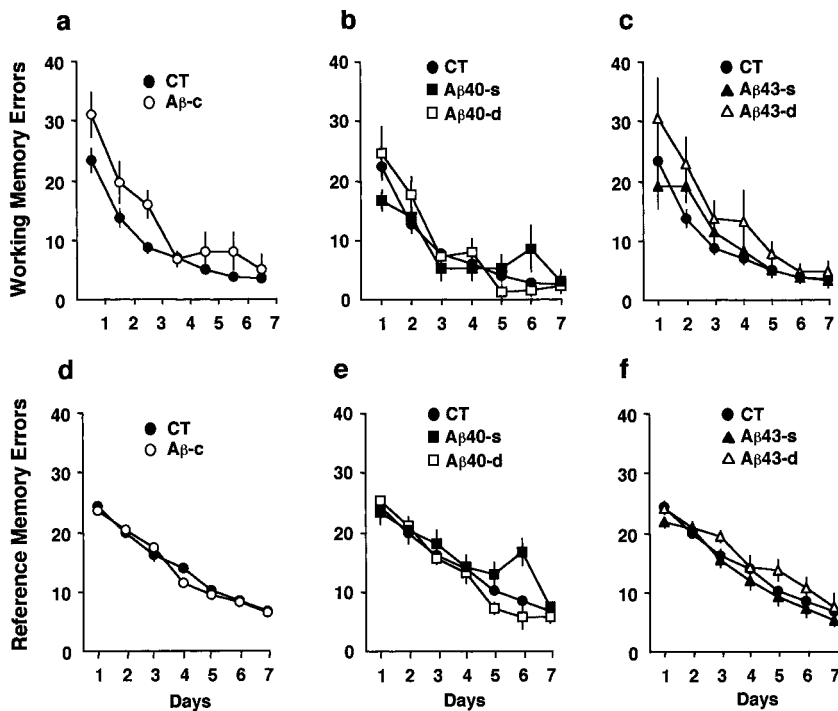 a
b
c
Working Memory Errors
40
30
20
10
0
CT
Aβ-c
1 2 3 4 5 6 7
40
30
20
10
0
CT
Aβ40-s
Aβ40-d
1 2 3 4 5 6 7
40
30
20
10
0
CT
Aβ43-s
Aβ43-d
1 2 3 4 5 6 7
d
e
f
Reference Memory Errors
40
30
20
10
0
CT
Aβ-c
1 2 3 4 5 6 7
Days
40
30
20
10
0
CT
Aβ40-s
Aβ40-d
1 2 3 4 5 6 7
Days
40
30
20
10
0
CT
Aβ43-s
Aβ43-d
1 2 3 4 5 6 7
Days